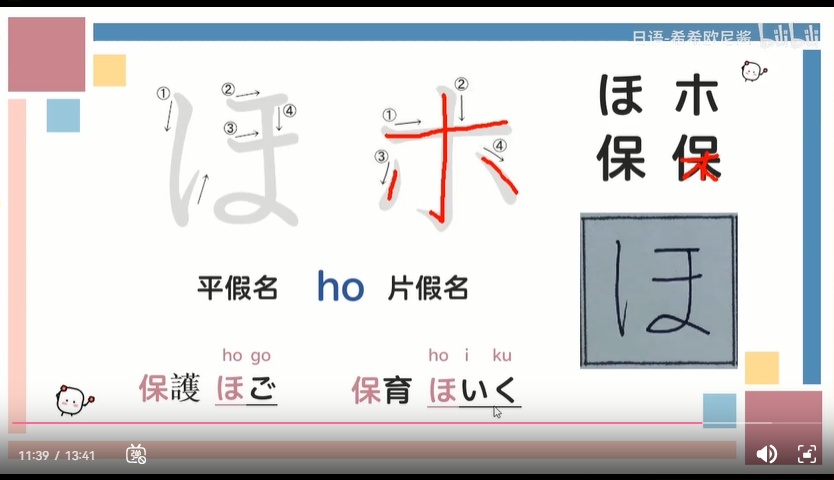 日语-希希欧尼酱 bilibili
① ② ③ ④
ほ
① ② ③ ④
ホ
ほ ホ
保 保
ほ
平假名 ho 片假名
ho go
保護 ほご
ho i ku
保育 ほいく
11:39 / 13:41
弹